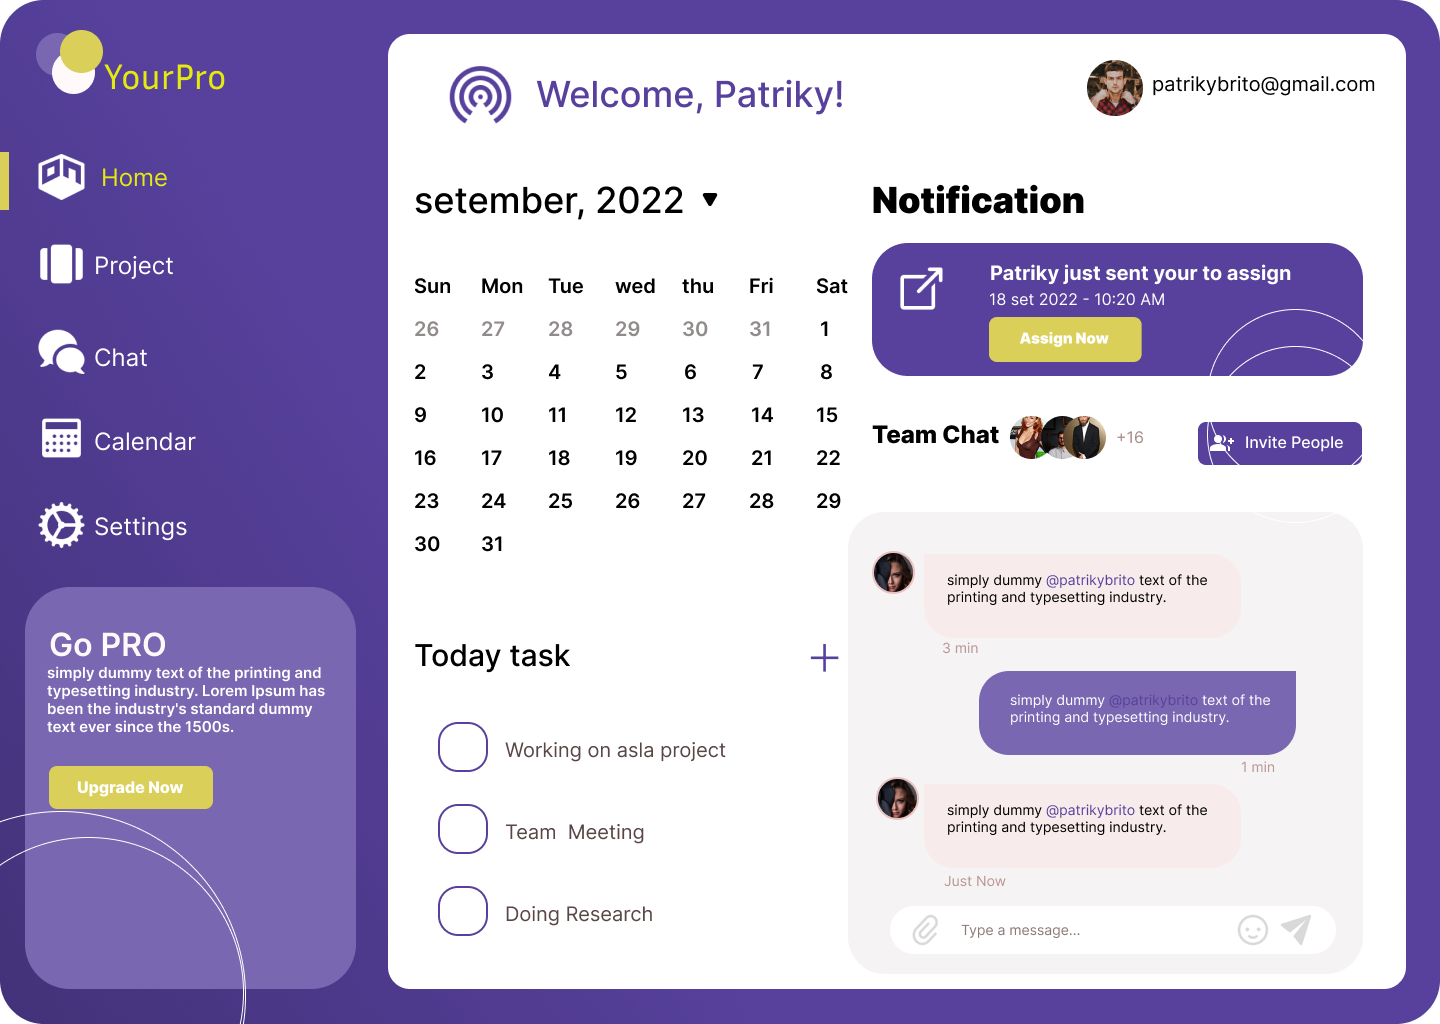 YourPro
Home
Project
Chat
Calendar
Settings
Go PRO
simply dummy text of the printing and
typesetting industry. Lorem Ipsum has
been the industry's standard dummy
text ever since the 1500s.
Upgrade Now
Welcome, Patriky!
patrikybrito@gmail.com
setember, 2022
Sun Mon Tue wed thu Fri Sat
26 27 28 29 30 31 1
2 3 4 5 6 7 8
9 10 11 12 13 14 15
16 17 18 19 20 21 22
23 24 25 26 27 28 29
30 31
Today task
Working on asla project
Team  Meeting
Doing Research
Notification
Patriky just sent your to assign
18 set 2022 - 10:20 AM
Assign Now
Team Chat
+16
Invite People
simply dummy @patrikybrito text of the
printing and typesetting industry.
3 min
simply dummy @patrikybrito text of the
printing and typesetting industry.
1 min
simply dummy @patrikybrito text of the
printing and typesetting industry.
Just Now
Type a message...